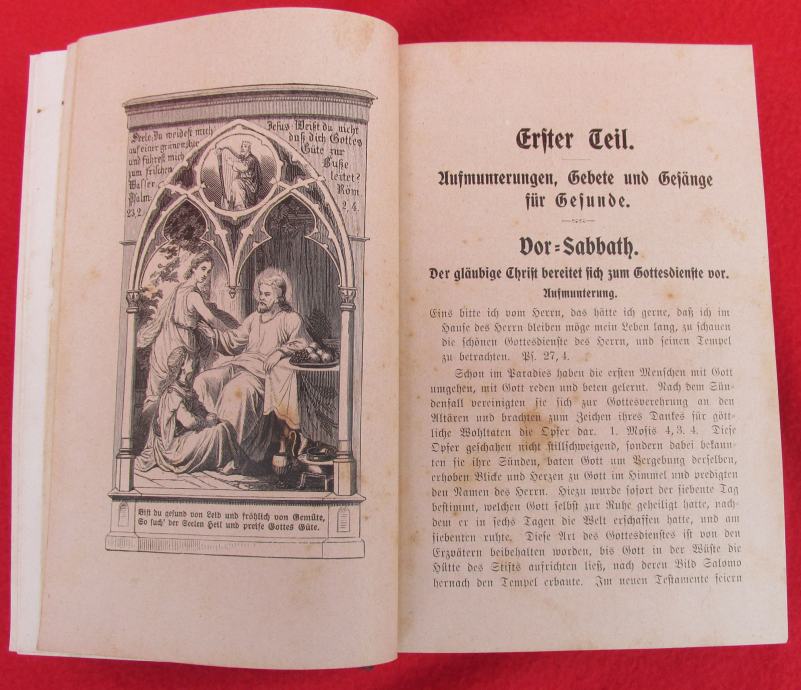 Seele: Du weidest mich
auf einer grünen Aue
und führest mich
zum frischen
Wasser.
Psalm.
23,2.
Jesus: Weißt du nicht
daß dich Gottes
Güte zur
Buße
leitet?
Röm.
2, 4.
Bist du gesund von Leib und fröhlich von Gemüte,
So such' der Seelen Heil und preise Gottes Güte.
Erster Teil.
Aufmunterungen, Gebete und Gesänge
für Gesunde.
Vor-Sabbath.
Der gläubige Christ bereitet sich zum Gottesdienste vor.
Aufmunterung.
Eins bitte ich vom Herrn, das hätte ich gerne, daß ich im
Hause des Herrn bleiben möge mein Leben lang, zu schauen
die schönen Gottesdienste des Herrn, und seinen Tempel
zu betrachten. Ps. 27, 4.
Schon im Paradies haben die ersten Menschen mit Gott
umgehen, mit Gott reden und beten gelernt. Nach dem Sün-
denfall vereinigten sie sich zur Gottesverehrung an den
Altären und brachten zum Zeichen ihres Dankes für gött-
liche Wohltaten die Opfer dar. 1. Mosis 4, 3. 4. Diese
Opfer geschahen nicht stillschweigend, sondern dabei bekann-
ten sie ihre Sünden, baten Gott um Vergebung derselben,
erhoben Blicke und Herzen zu Gott im Himmel und predigten
den Namen des Herrn. Hiezu wurde sofort der siebente Tag
bestimmt, welchen Gott selbst zur Ruhe geheiligt hatte, nach-
dem er in sechs Tagen die Welt erschaffen hatte, und am
siebenten ruhte. Diese Art des Gottesdienstes ist von den
Erzvätern beibehalten worden, bis Gott in der Wüste die
Hütte des Stifts aufrichten ließ, nach deren Bild Salomo
hernach den Tempel erbaute. Im neuen Testamente feiern